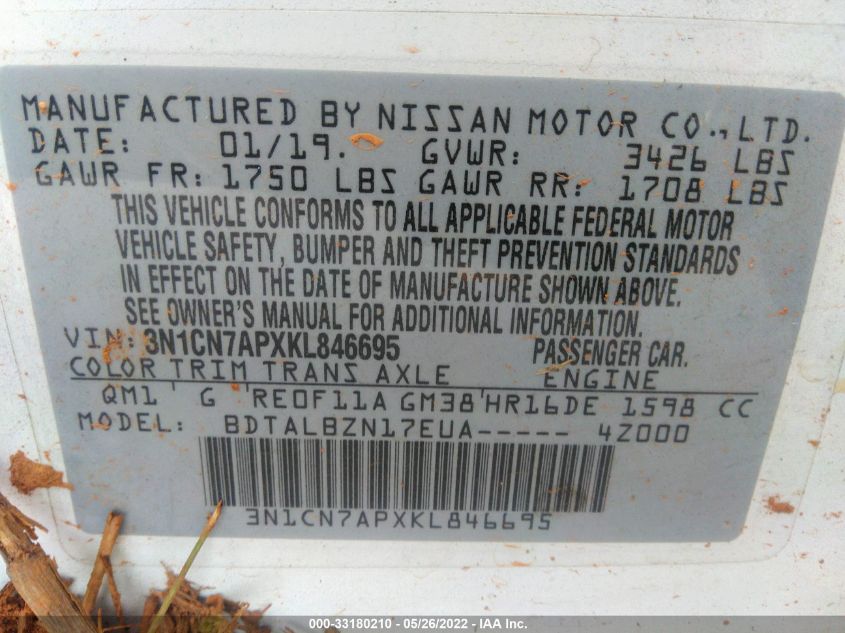 MANUFACTURED BY NISSAN MOTOR CO., LTD.
DATE: 01/19. GVWR: 3426 LBS
GAWR FR: 1750 LBS GAWR RR: 1708 LBS
THIS VEHICLE CONFORMS TO ALL APPLICABLE FEDERAL MOTOR
VEHICLE SAFETY, BUMPER AND THEFT PREVENTION STANDARDS
IN EFFECT ON THE DATE OF MANUFACTURE SHOWN ABOVE.
SEE OWNER'S MANUAL FOR ADDITIONAL INFORMATION.
VIN: 3N1CN7APXKL846695 PASSENGER CAR.
COLOR TRIM TRANS AXLE ENGINE
QM1 ' G 'RE0F11A GM38'HR16DE 1598 CC
MODEL: BDTALBZN17EUA----- 4Z000
3N1CN7APXKL846695
000-33180210 - 05/26/2022 - IAA Inc.